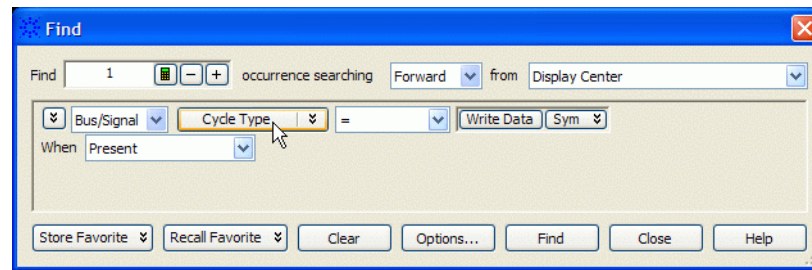 Find
Find 1 occurrence searching Forward from Display Center
Bus/Signal Cycle Type = Write Data Sym
When Present
Store Favorite Recall Favorite Clear Options... Find Close Help